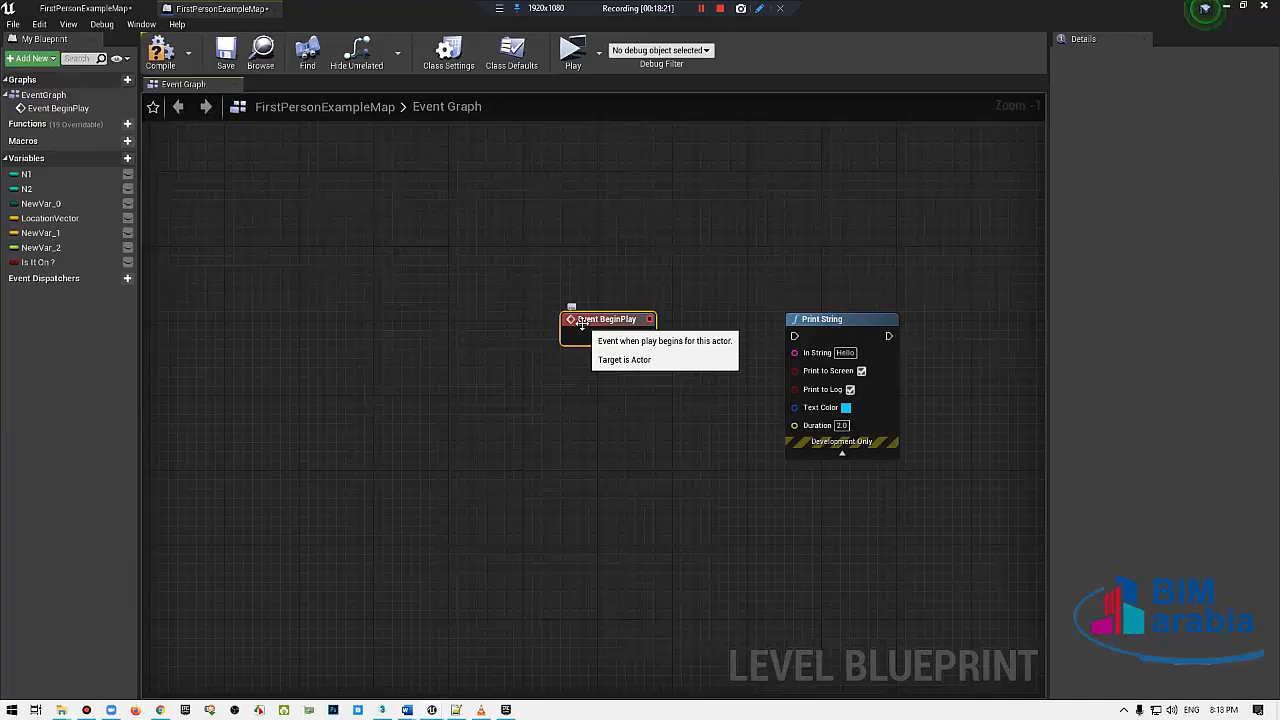 FirstPersonExampleMap•
FirstPersonExampleMap•
1920x1080
Recording [00:18:21]
File
Edit
View
Debug
Window
Help
My Blueprint
Details
+ Add New
Search
Compile
Save
Browse
Find
Hide Unrelated
Class Settings
Class Defaults
Play
No debug object selected
Debug Filter
Graphs
EventGraph
Event BeginPlay
Functions (19 Overridable)
Macros
Variables
N1
N2
NewVar_0
LocationVector
NewVar_1
NewVar_2
Is It On ?
Event Dispatchers
Event Graph
FirstPersonExampleMap > Event Graph
Zoom -1
Event BeginPlay
Event when play begins for this actor.
Target is Actor
Print String
In String Hello
Print to Screen
Print to Log
Text Color
Duration 2.0
Development Only
BIM
arabia
LEVEL BLUEPRINT
ENG
8:18 PM